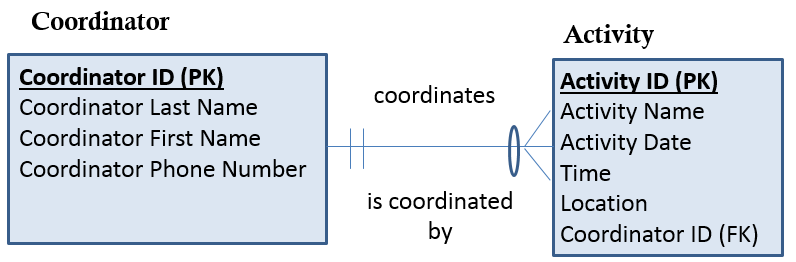 Coordinator
Coordinator ID (PK)
Coordinator Last Name
Coordinator First Name
Coordinator Phone Number
coordinates
is coordinated
by
Activity
Activity ID (PK)
Activity Name
Activity Date
Time
Location
Coordinator ID (FK)